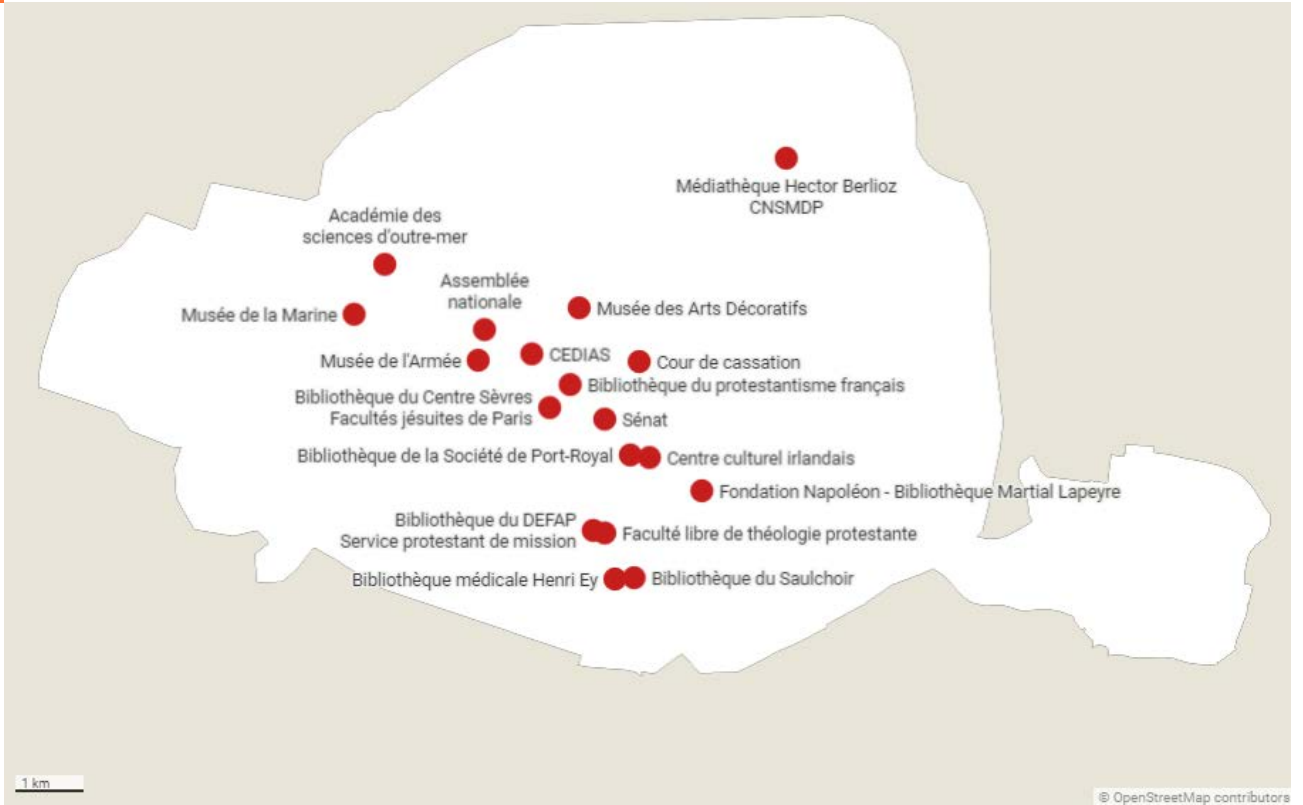 Médiathèque Hector Berlioz
CNSMDP
Académie des
sciences d'outre-mer
Assemblée
nationale
Musée de la Marine
Musée des Arts Décoratifs
Musée de l'Armée
CEDIAS
Cour de cassation
Bibliothèque du protestantisme français
Bibliothèque du Centre Sèvres
Facultés jésuites de Paris
Sénat
Bibliothèque de la Société de Port-Royal
Centre culturel irlandais
Fondation Napoléon - Bibliothèque Martial Lapeyre
Bibliothèque du DEFAP
Service protestant de mission
Faculté libre de théologie protestante
Bibliothèque médicale Henri Ey
Bibliothèque du Saulchoir
1 km
© OpenStreetMap contributors